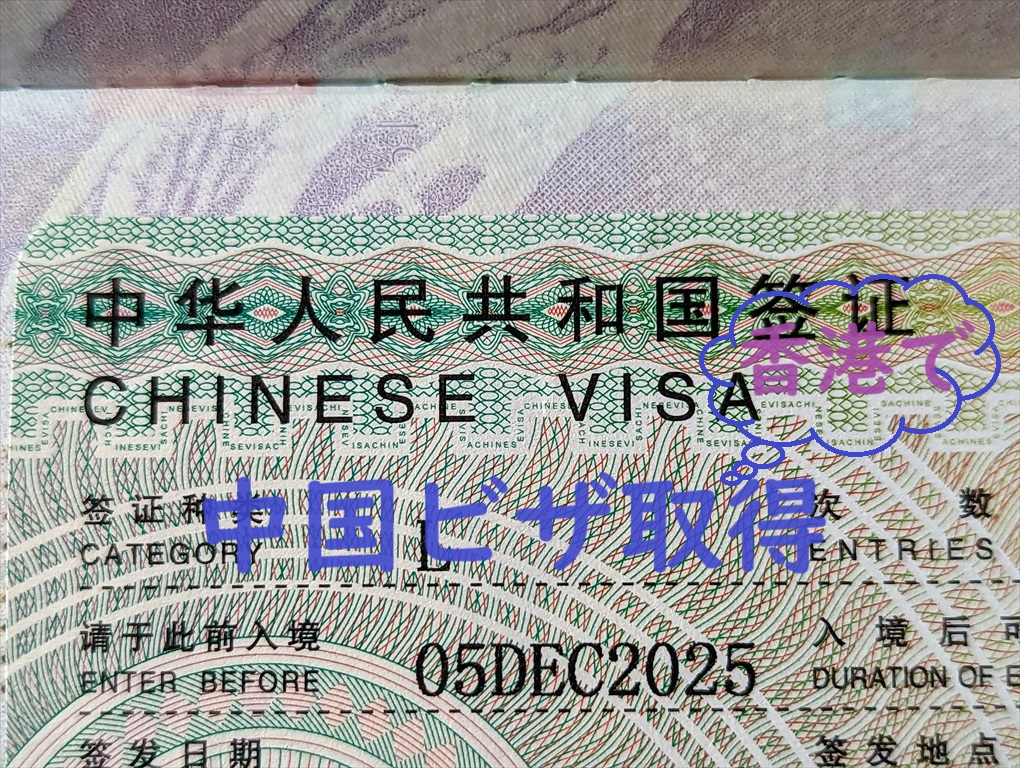 中华人民共和国签证
CHINESE VISA
香港で
中国ビザ取得
签证种类
CATEGORY
L
次数
ENTRIES
请于此前入境
ENTER BEFORE
05DEC2025
入境后
DURATION OF
签发日期
签发地点